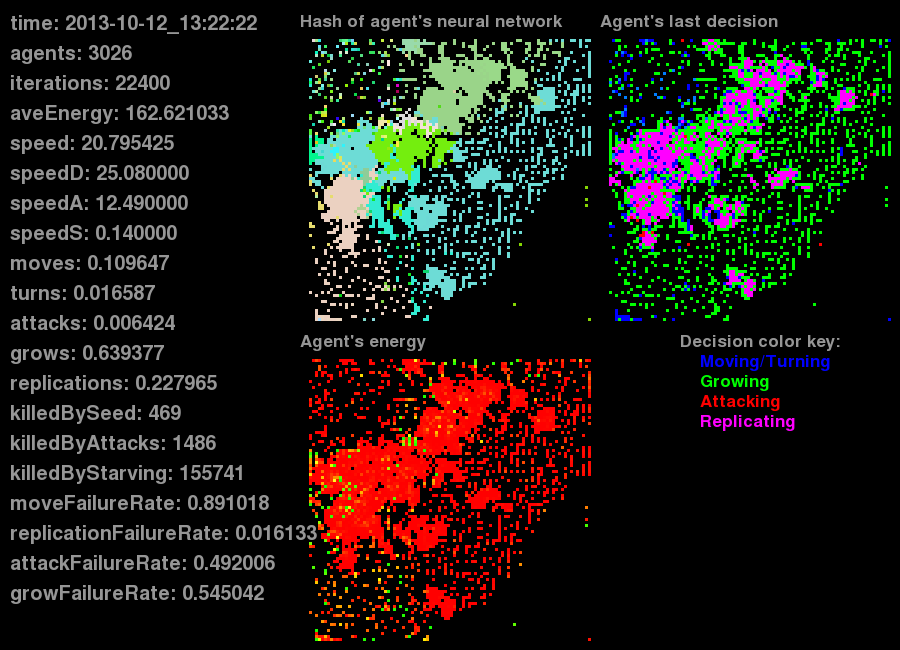 time: 2013-10-12_13:22:22
agents: 3026
iterations: 22400
aveEnergy: 162.621033
speed: 20.795425
speedD: 25.080000
speedA: 12.490000
speedS: 0.140000
moves: 0.109647
turns: 0.016587
attacks: 0.006424
grows: 0.639377
replications: 0.227965
killedBySeed: 469
killedByAttacks: 1486
killedByStarving: 155741
moveFailureRate: 0.891018
replicationFailureRate: 0.016133
attackFailureRate: 0.492006
growFailureRate: 0.545042
Hash of agent's neural network
Agent's last decision
Agent's energy
Decision color key:
Moving/Turning
Growing
Attacking
Replicating